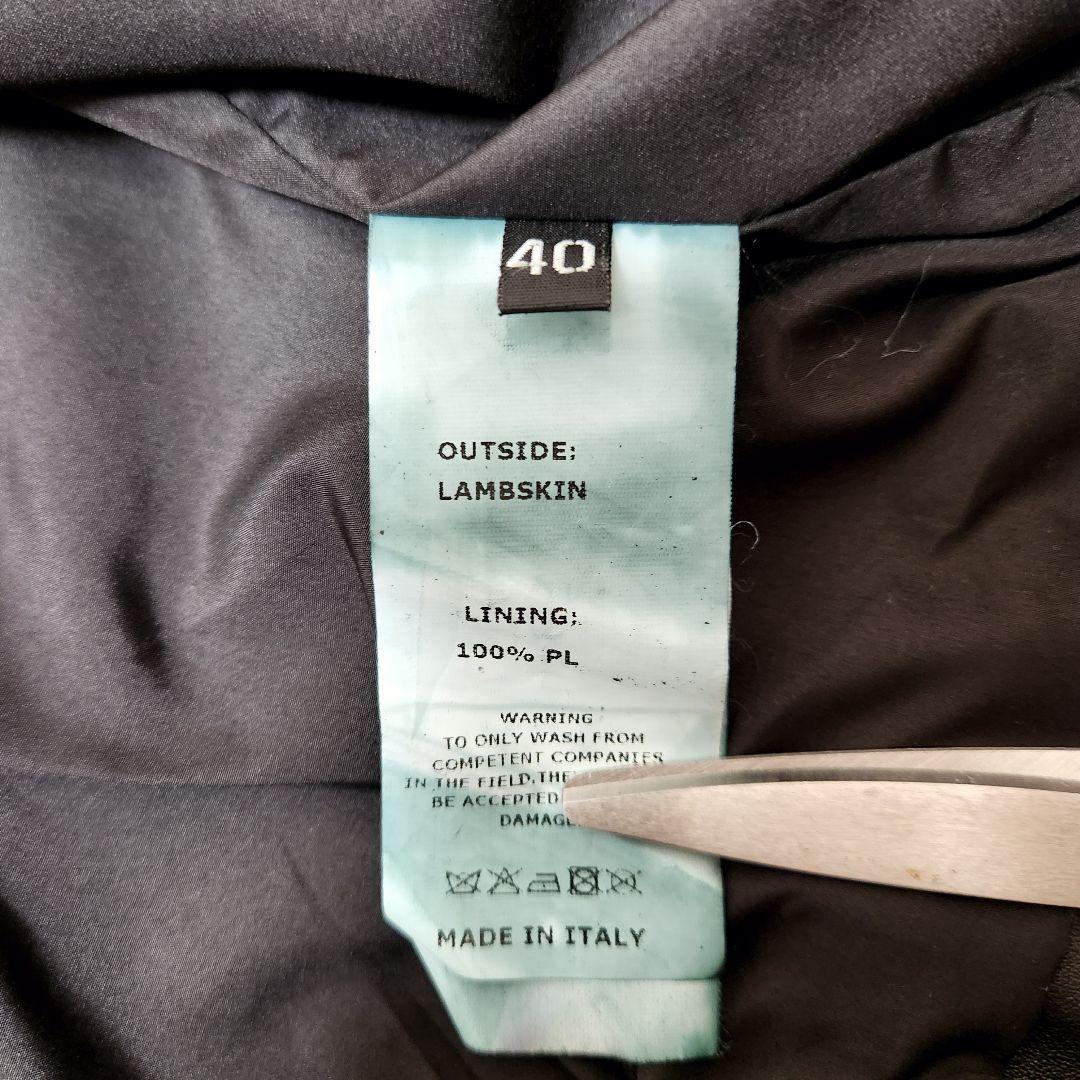 40
OUTSIDE:
LAMBSKIN
LINING:
100% PL
WARNING
TO ONLY WASH FROM
COMPETENT COMPANIES
IN THE FIELD.
BE ACCEPTED
MADE IN ITALY